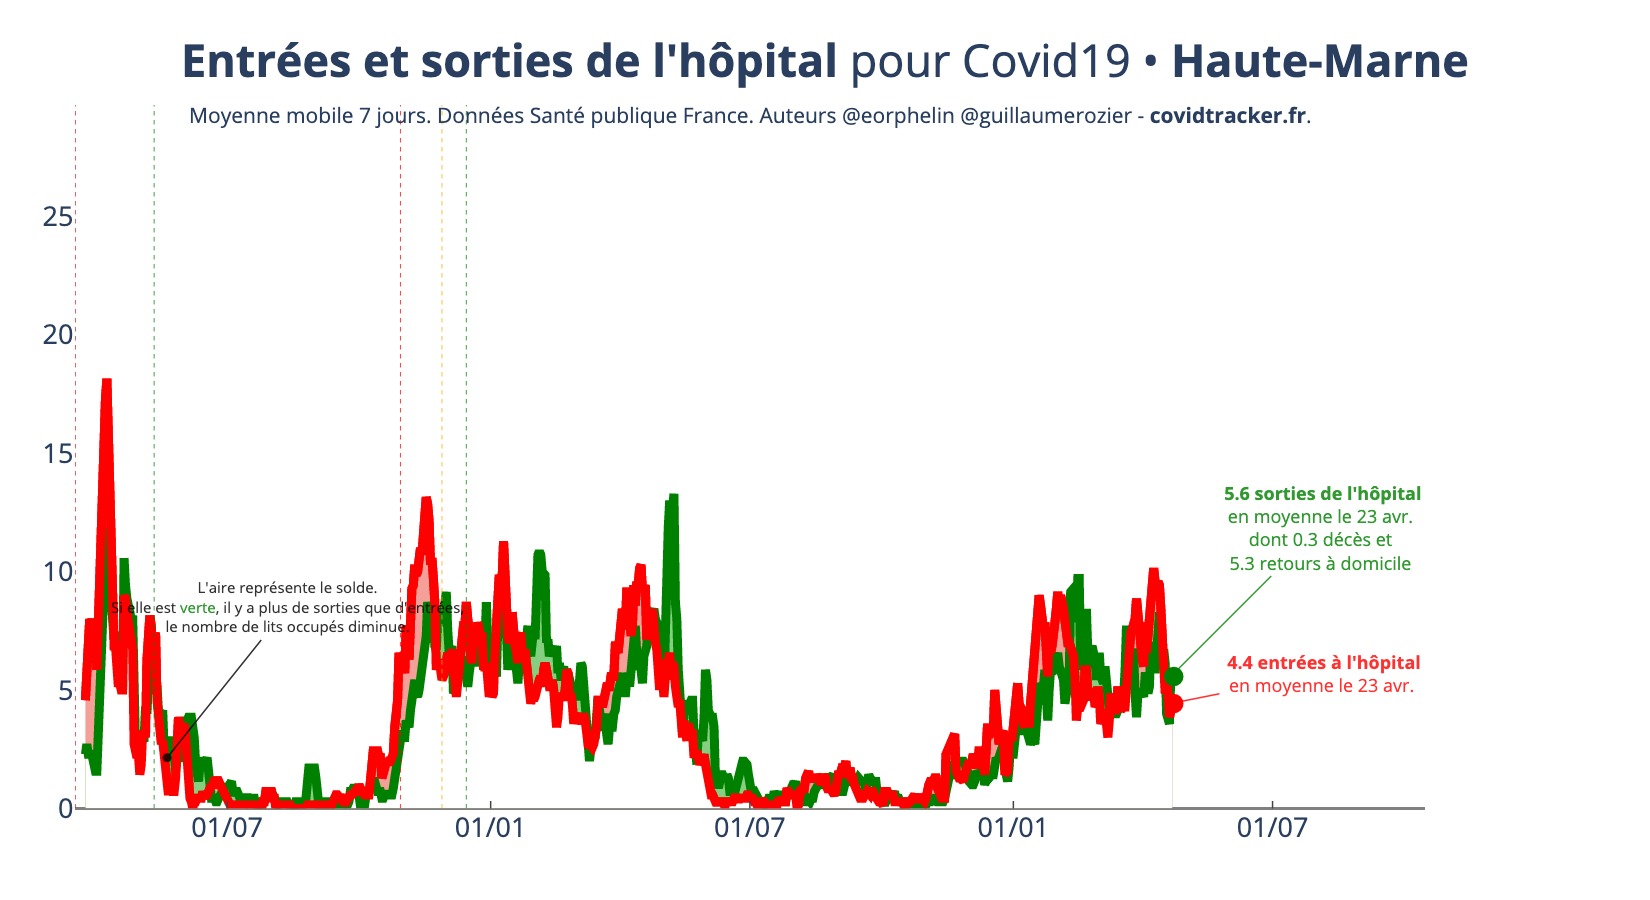 Entrées et sorties de l'hôpital pour Covid19 • Haute-Marne
Moyenne mobile 7 jours. Données Santé publique France. Auteurs @eorphelin @guillaumerozier - covidtracker.fr.
25
20
15
10
5
0
L'aire représente le solde.
Si elle est verte, il y a plus de sorties que d'entrées,
le nombre de lits occupés diminue.
5.6 sorties de l'hôpital
en moyenne le 23 avr.
dont 0.3 décès et
5.3 retours à domicile
4.4 entrées à l'hôpital
en moyenne le 23 avr.
01/07
01/01
01/07
01/01
01/07